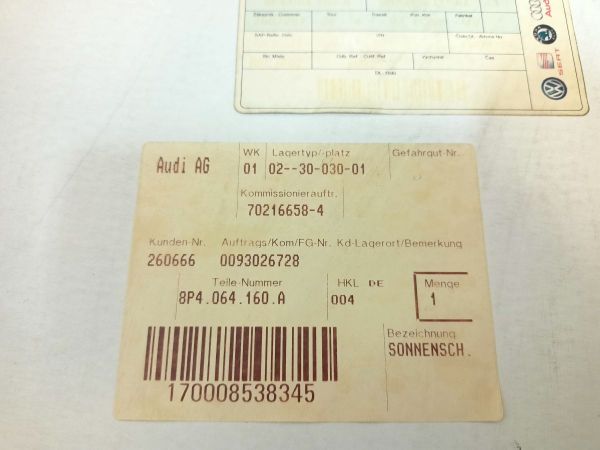 Audi
SEAT
Audi AG
WK
01
Lagertyp/-platz
02--30-030-01
Gefahrgut-Nr.
Kommissionierauftr.
70216658-4
Kunden-Nr. Auftrags/Kom/FG-Nr. Kd-Lagerort/Bemerkung
260666 0093026728
Teile-Nummer HKL DE Menge
8P4.064.160.A 004 1
Bezeichnung
SONNENSCH.
170008538345